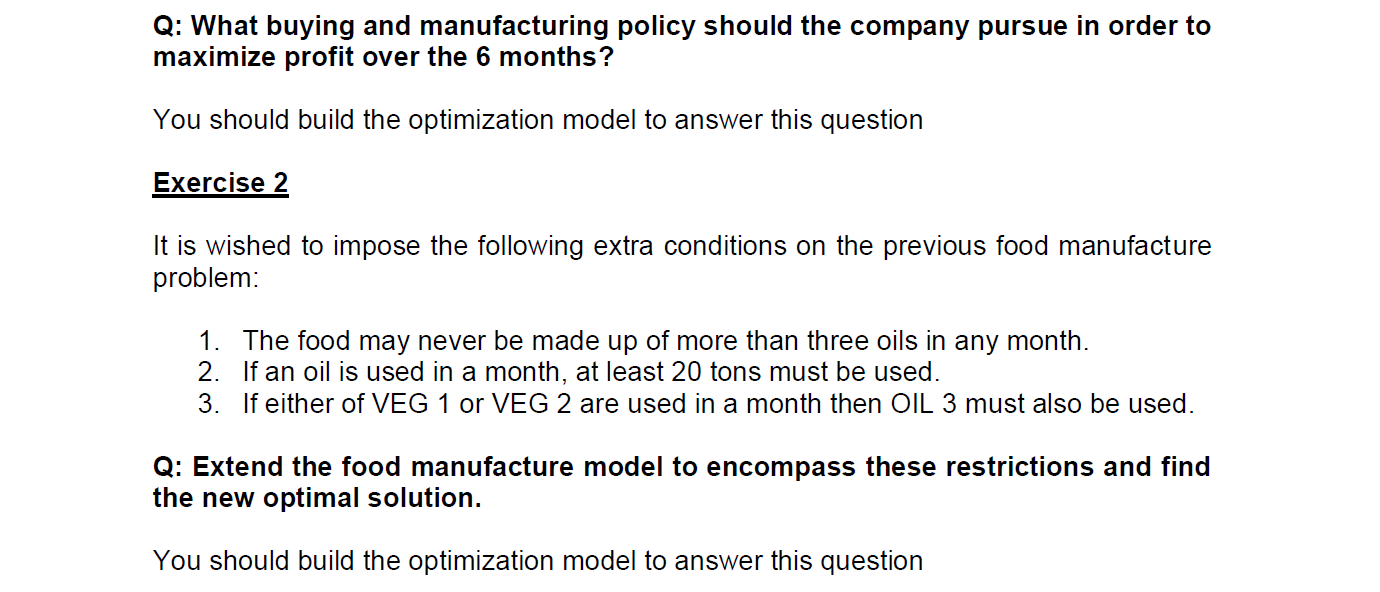 Q: What buying and manufacturing policy should the company pursue in order to
maximize profit over the 6 months?
You should build the optimization model to answer this question
Exercise 2
It is wished to impose the following extra conditions on the previous food manufacture
problem:
1. The food may never be made up of more than three oils in any month.
2. If an oil is used in a month, at least 20 tons must be used.
3. If either of VEG 1 or VEG 2 are used in a month then OIL 3 must also be used.
Q: Extend the food manufacture model to encompass these restrictions and find
the new optimal solution.
You should build the optimization model to answer this question